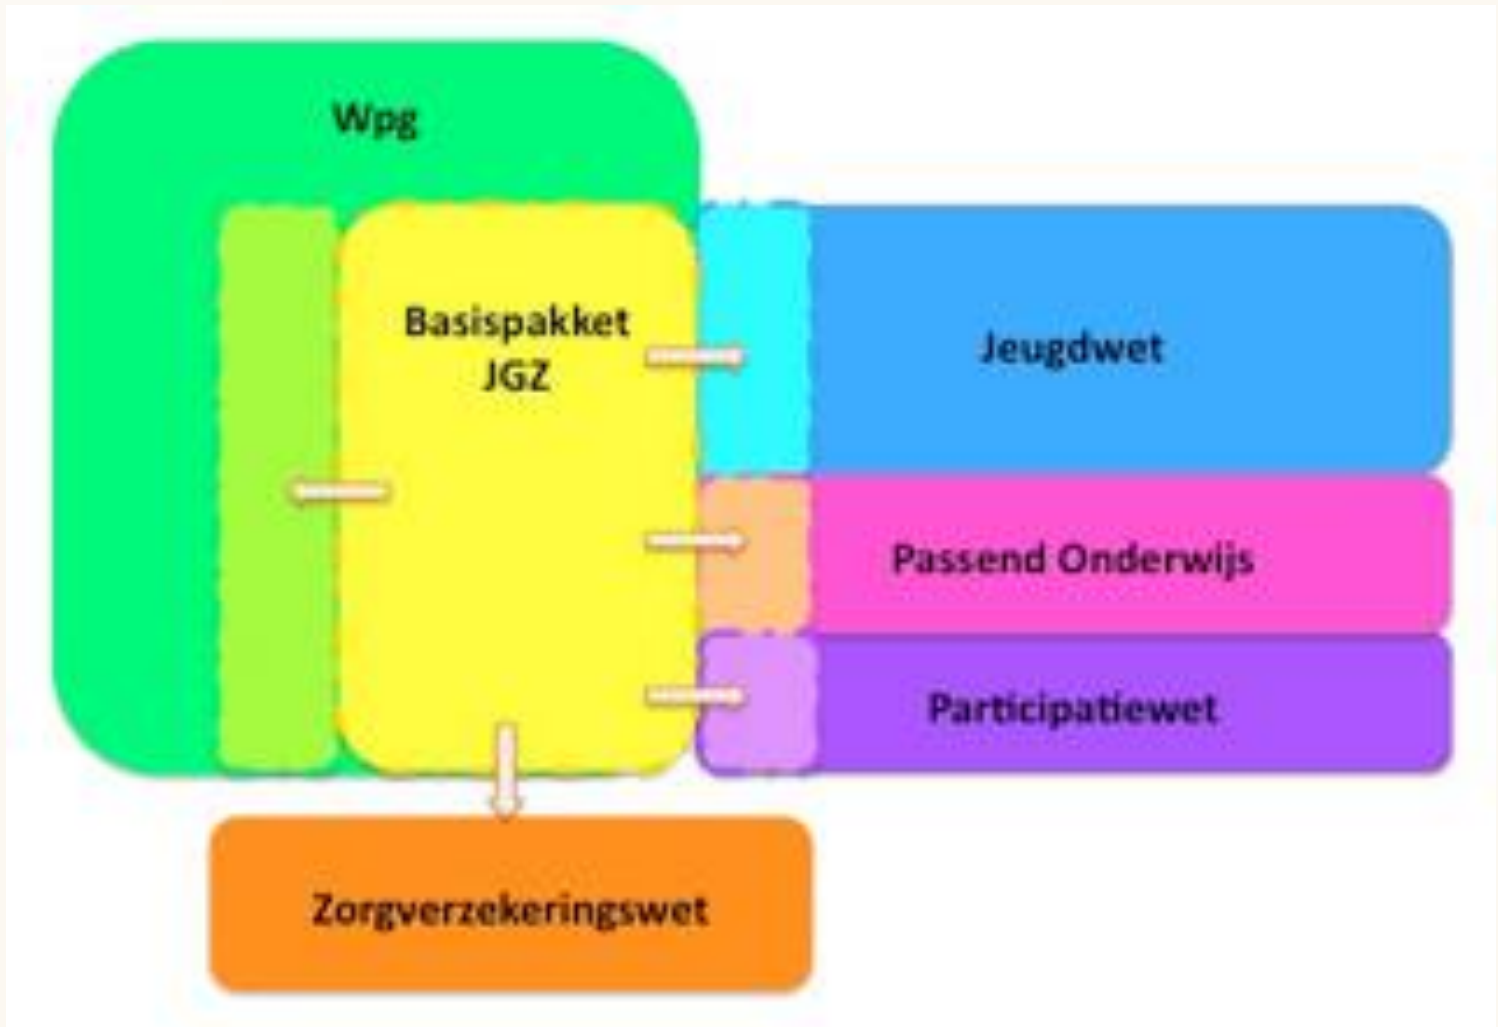 Wpg
Basispakket
JGZ
Jeugdwet
Passend Onderwijs
Participatiewet
Zorgverzekeringswet